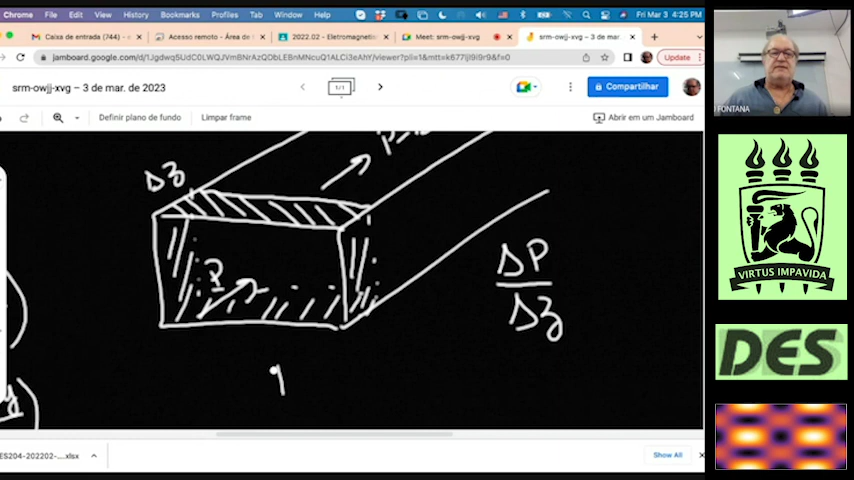 Chrome File Edit View History Bookmarks Profiles Tab Window Help Fri Mar 3 4:25 PM
Caixa de entrada (744) - Acesso remoto - Área de 2022.02 - Eletromagnetis Meet: srm-owjj-xvg srm-owjj-xvg – 3 de mar.
jamboard.google.com/d/1Jgdwq5UdC0LWQJVmBNrAzQDbLEBnMNcuQ1ALCl3eAhY/viewer?pli=1&mtt=k677ijl9i9r9&f=0 Update
srm-owjj-xvg – 3 de mar. de 2023 1/1 Compartilhar
Definir plano de fundo Limpar frame Abrir em um Jamboard
Δz
P
ΔP
Δz
ES204-202202-....xlsx Show All
FONTANA
VIRTUS IMPAVIDA
DES